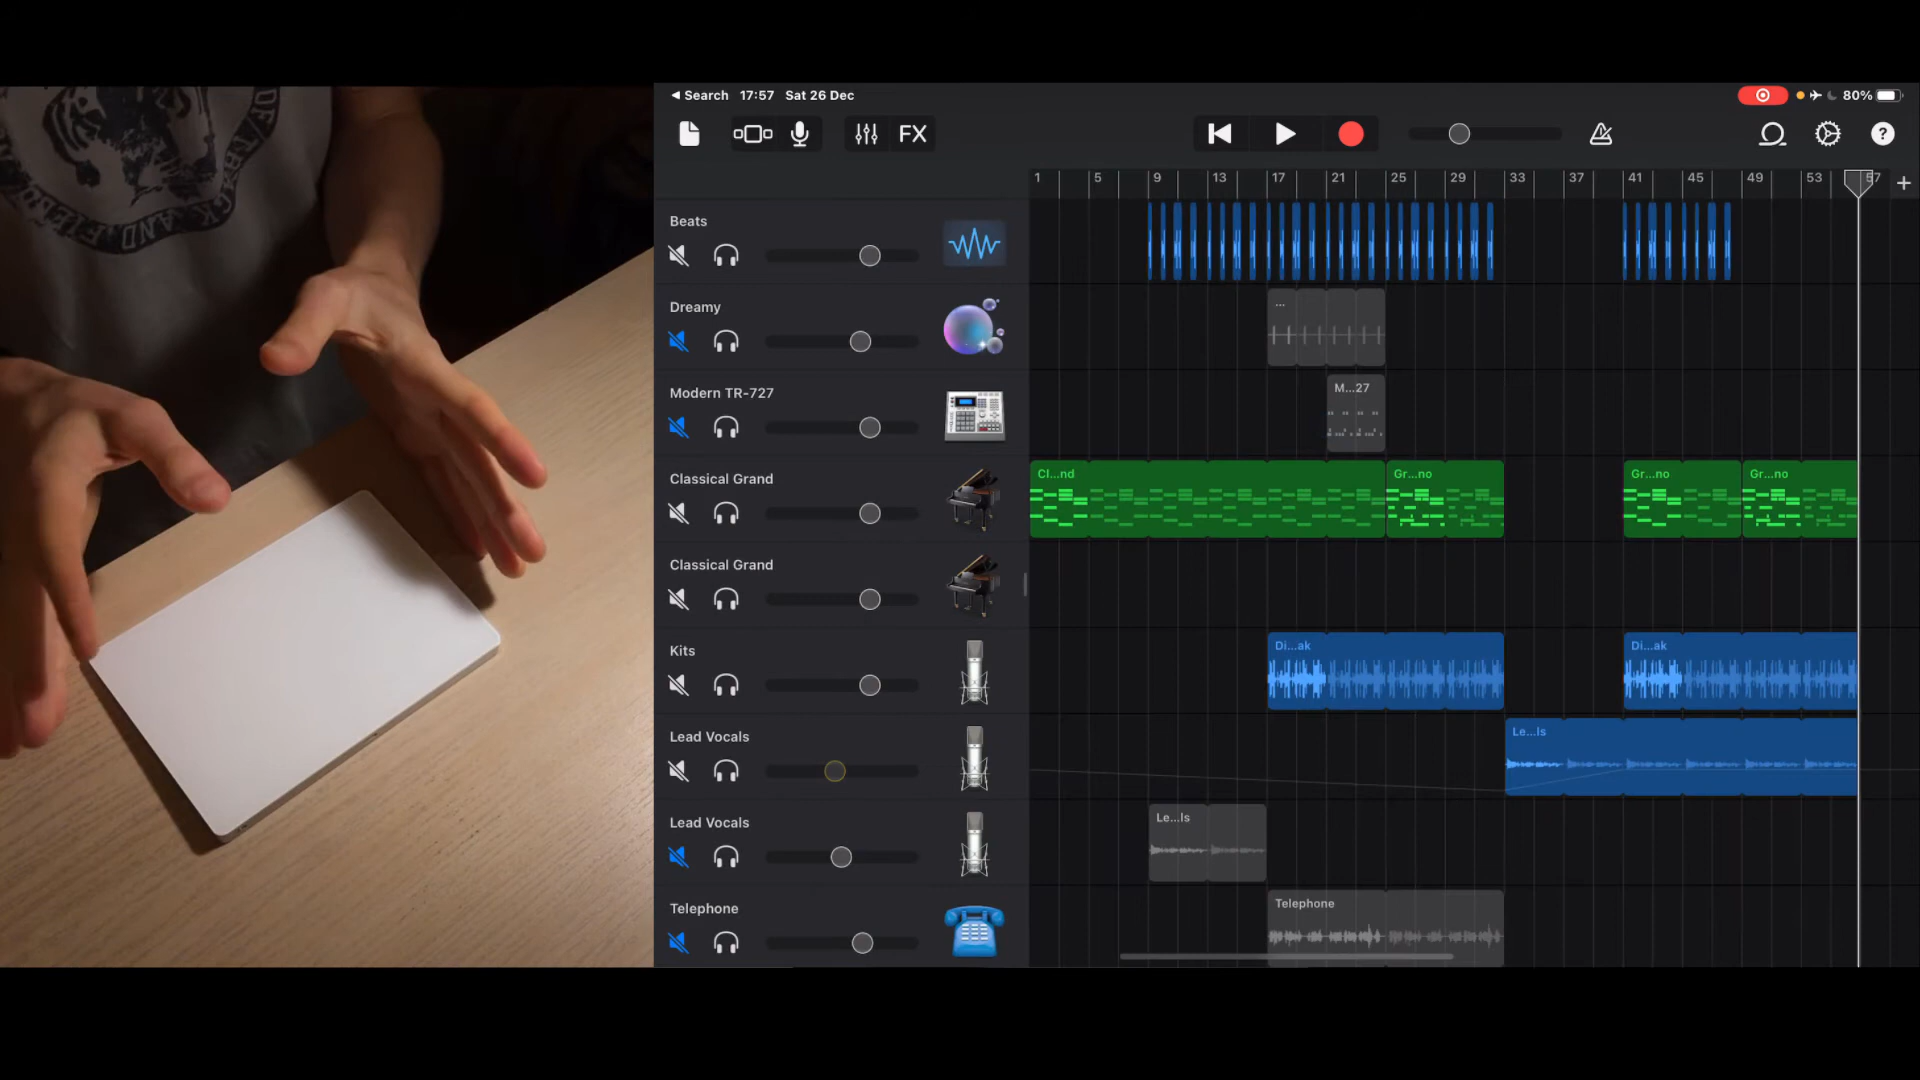 ◀ Search 17:57 Sat 26 Dec 80%
FX
1 5 9 13 17 21 25 29 33 37 41 45 49 53 57 +
Beats
Dreamy
...
Modern TR-727
M...27
Classical Grand
Cl...nd Gr...no Gr...no Gr...no
Classical Grand
Kits
Di...ak Di...ak
Lead Vocals
Le...ls
Lead Vocals
Le...ls
Telephone
Telephone